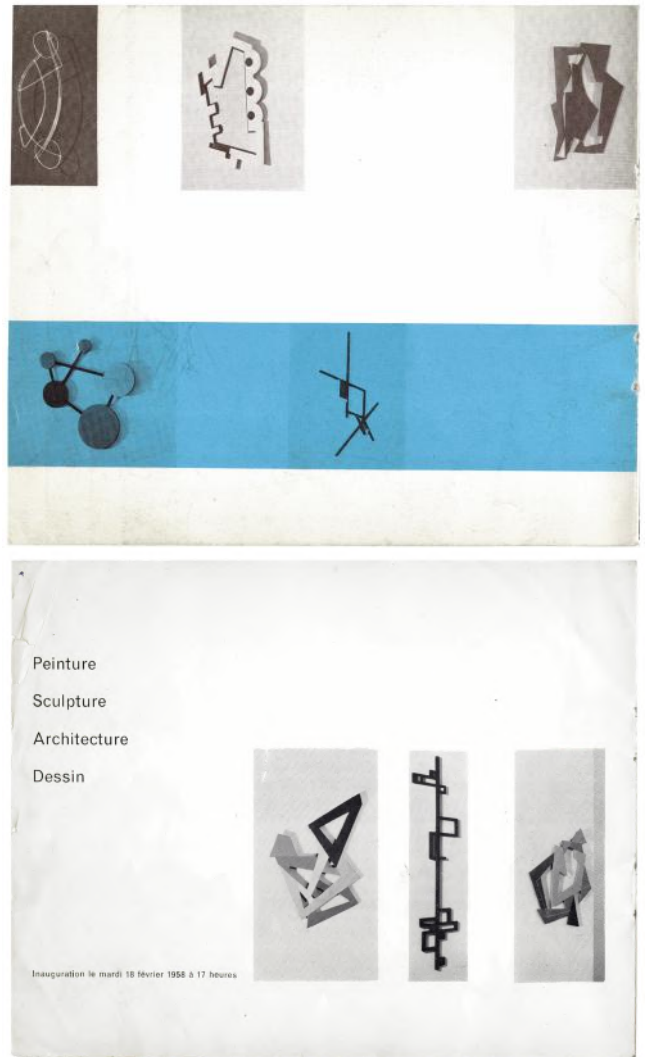 Peinture
Sculpture
Architecture
Dessin
Inauguration le mardi 18 février 1958 à 17 heures